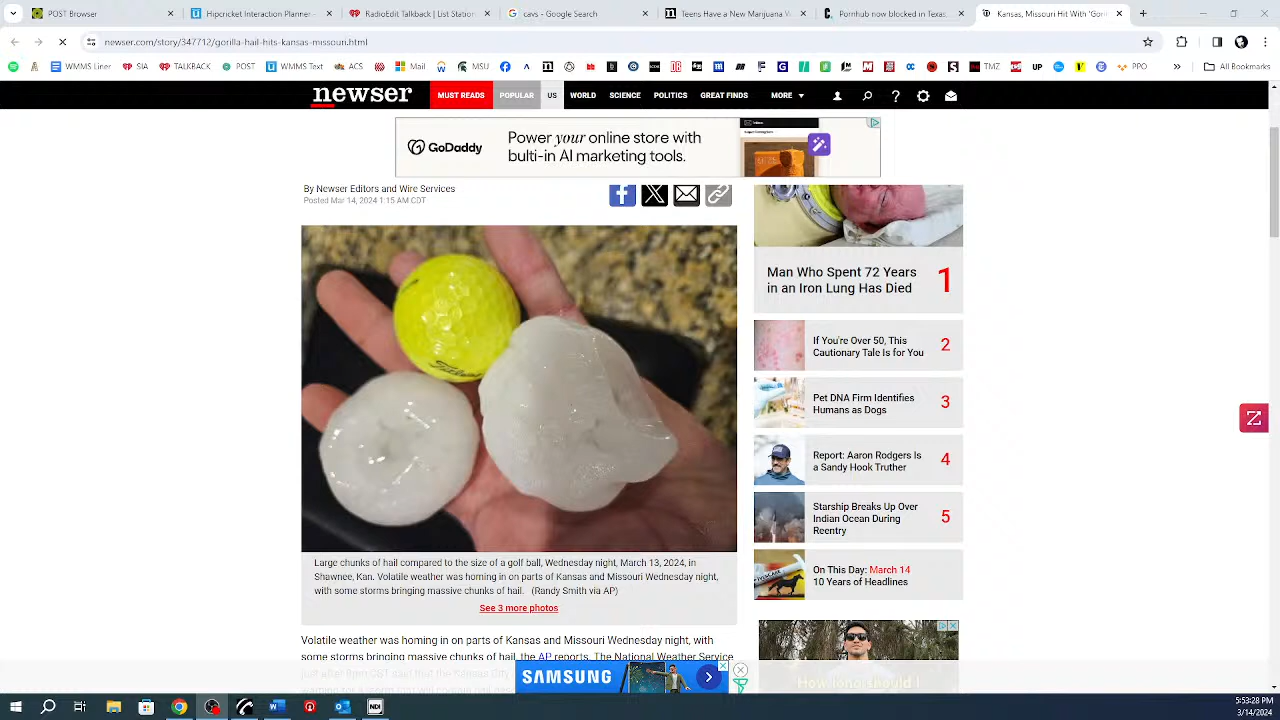 POST Browser
Hipcricket Interaction Planner
RadioEdit Talkback
G news - Google Search
Teens Drive a New Marijuana V
Pornhub now blocked in Texas
Kansas, Missouri Hit With 'Gori
newser.com/story/347712/gorilla-hail-hits-kansas-missouri.html
WMMS Liner
SIA
TALKBACK
POST
WMMS Text
ACS
Mail
MSU
TMZ
UP
PPO
All Bookmarks
newser
MUST READS
POPULAR
US
WORLD
SCIENCE
POLITICS
GREAT FINDS
MORE
GoDaddy
Power your online store with
built-in AI marketing tools.
By Newser Editors and Wire Services
Posted Mar 14, 2024 1:15 AM CDT
Large chunks of hail compared to the size of a golf ball, Wednesday night, March 13, 2024, in
Shawnee, Kan. Volatile weather was honing in on parts of Kansas and Missouri Wednesday night,
with some storms bringing massive chunks of hail. (Randy Smith via AP)
See 3 more photos
Volatile weather was homing in on parts of Kansas and Missouri Wednesday night, with
some storms bringing massive chunks of hail, the AP reports. The National Weather Service
Man Who Spent 72 Years
in an Iron Lung Has Died
1
If You're Over 50, This
Cautionary Tale Is for You
2
Pet DNA Firm Identifies
Humans as Dogs
3
Report: Aaron Rodgers Is
a Sandy Hook Truther
4
Starship Breaks Up Over
Indian Ocean During
Reentry
5
On This Day: March 14
10 Years of Headlines
How long should I
SAMSUNG
Z
NDI
5:53:28 PM
3/14/2024